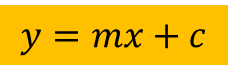 y = mx + c